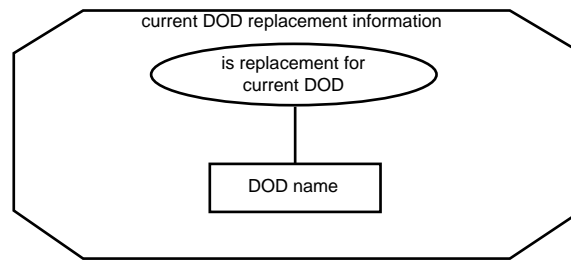 current DOD replacement information
is replacement for
current DOD
DOD name